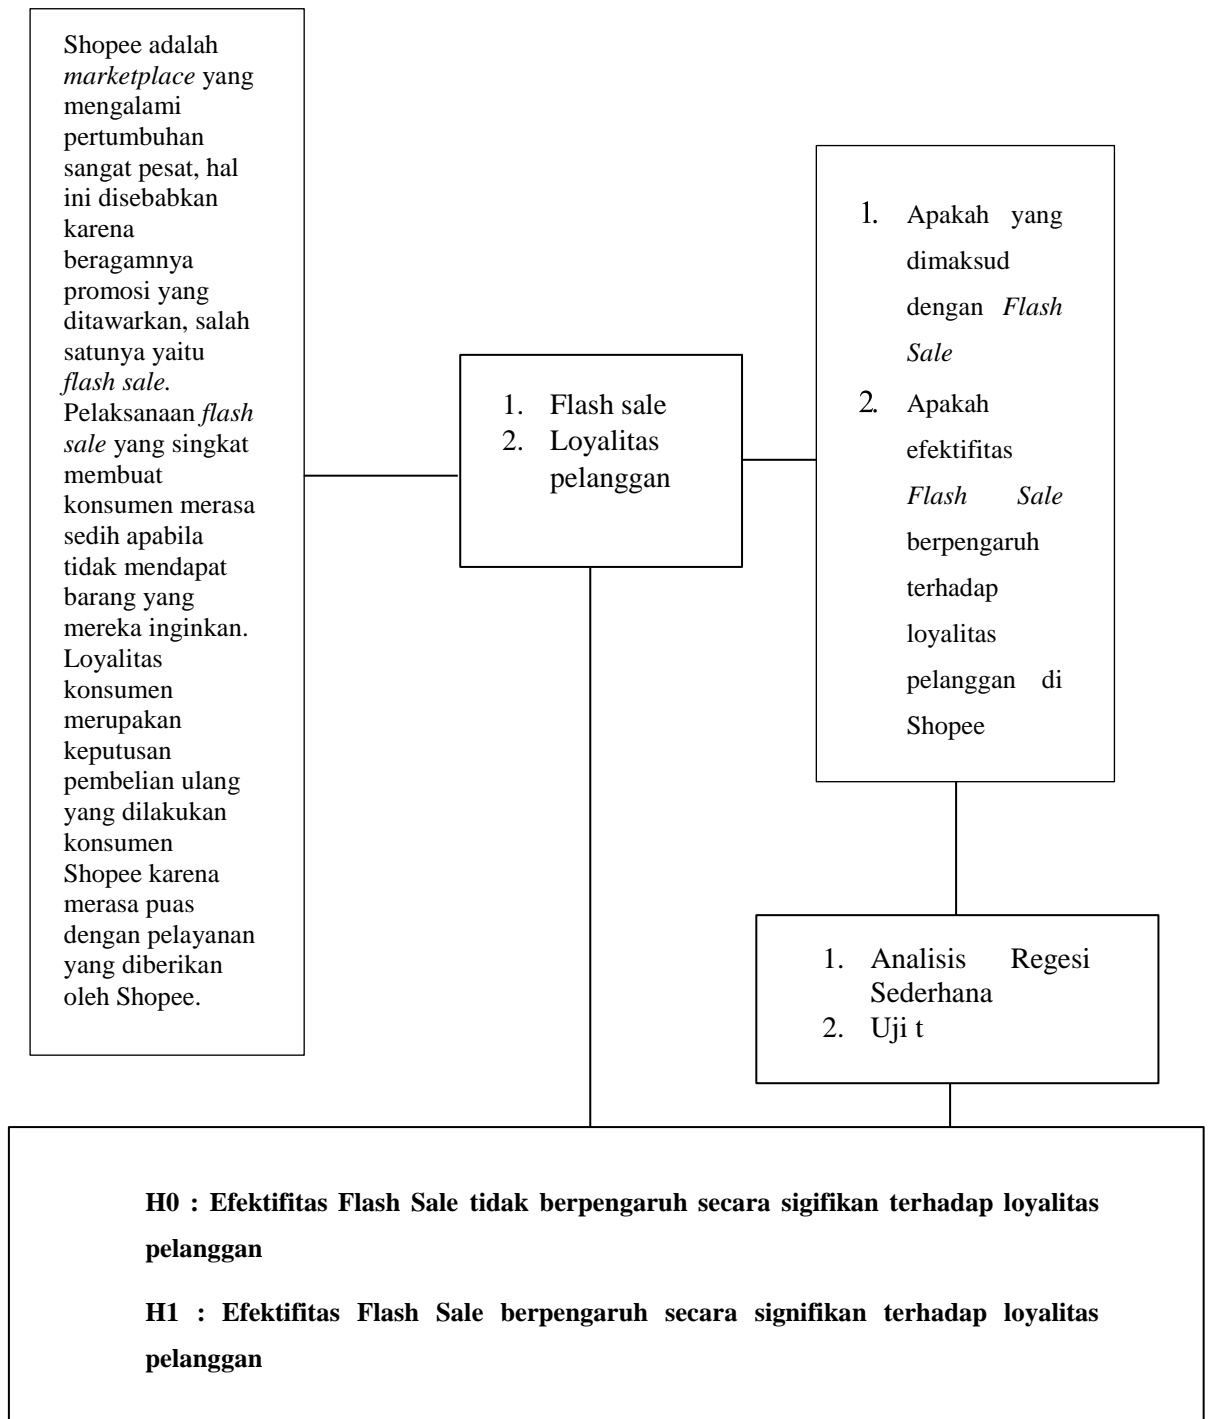 Shopee adalah
marketplace yang
mengalami
pertumbuhan
sangat pesat, hal
ini disebabkan
karena
beragamnya
promosi yang
ditawarkan, salah
satunya yaitu
flash sale.
Pelaksanaan flash
sale yang singkat
membuat
konsumen merasa
sedih apabila
tidak mendapat
barang yang
mereka inginkan.
Loyalitas
konsumen
merupakan
keputusan
pembelian ulang
yang dilakukan
konsumen
Shopee karena
merasa puas
dengan pelayanan
yang diberikan
oleh Shopee.
1. Flash sale
2. Loyalitas
pelanggan
1. Apakah yang
dimaksud
dengan Flash
Sale
2. Apakah
efektifitas
Flash Sale
berpengaruh
terhadap
loyalitas
pelanggan di
Shopee
1. Analisis Regesi
Sederhana
2. Uji t
H0 : Efektifitas Flash Sale tidak berpengaruh secara sigifikan terhadap loyalitas
pelanggan
H1 : Efektifitas Flash Sale berpengaruh secara signifikan terhadap loyalitas
pelanggan